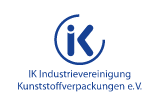 iK
IK Industrievereinigung
Kunststoffverpackungen e.V.